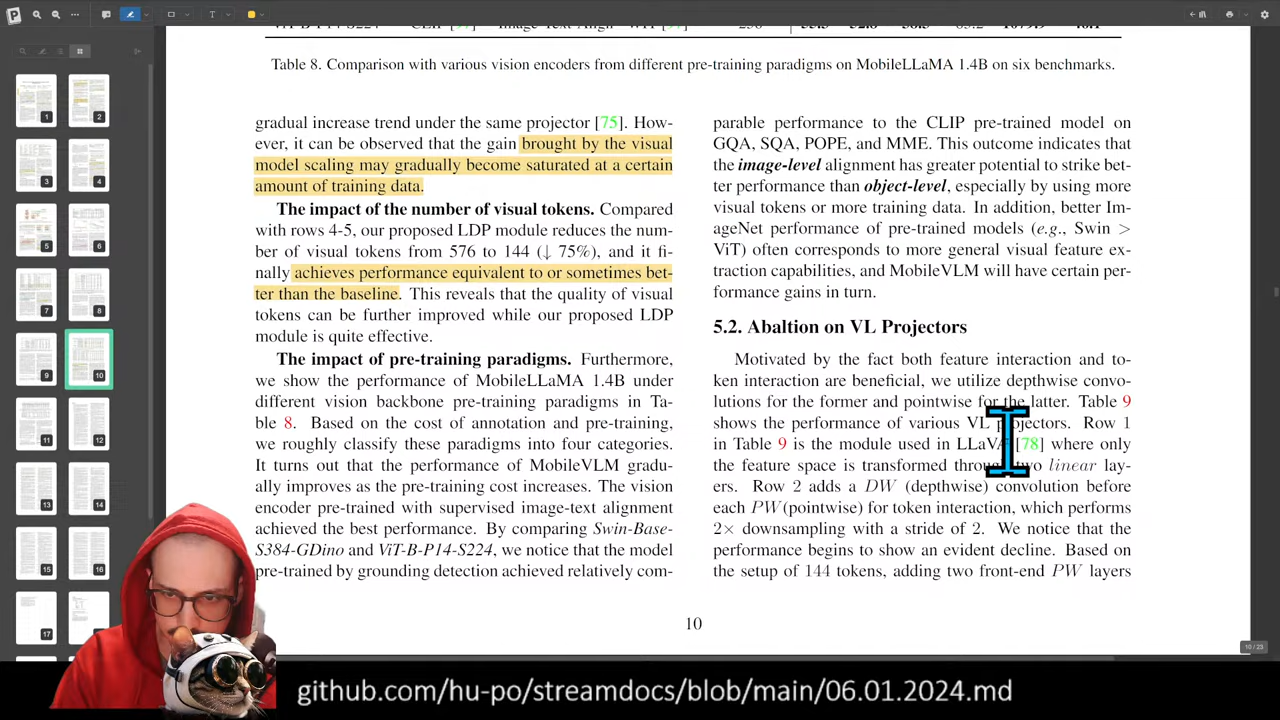 Table 8. Comparison with various vision encoders from different pre-training paradigms on MobileLLaMA 1.4B on six benchmarks.
gradual increase trend under the same projector [75]. How-
ever, it can be observed that the gain brought by the visual
model scaling may gradually become saturated at a certain
amount of training data.
The impact of the number of visual tokens. Compared
with rows 4-5, our proposed LDP module reduces the num-
ber of visual tokens from 576 to 144 (↓ 75%), and it fi-
nally achieves performance equivalent to or sometimes bet-
ter than the baseline. This reveals that the quality of visual
tokens can be further improved while our proposed LDP
module is quite effective.
The impact of pre-training paradigms. Furthermore,
we show the performance of MobileLLaMA 1.4B under
different vision backbone pre-training paradigms in Ta-
ble 8. Based on the cost of annotation and pre-training,
we roughly classify these paradigms into four categories.
It turns out that the performance of MobileVLM gradu-
ally improves as the pre-training cost increases. The vision
encoder pre-trained with supervised image-text alignment
achieved the best performance. By comparing Swin-Base-
S384-GDino and ViT-B-P14-S224, we notice that the model
pre-trained by grounding detection achieved relatively com-
parable performance to the CLIP pre-trained model on
GQA, SQA, POPE, and MME. This outcome indicates that
the image-level alignment has greater potential to strike bet-
ter performance than object-level, especially by using more
visual tokens or more training data. In addition, better Im-
ageNet performance of pre-trained models (e.g., Swin >
ViT) often corresponds to more general visual feature ex-
traction capabilities, and MobileVLM will have certain per-
formance gains in turn.
5.2. Abaltion on VL Projectors
Motivated by the fact both feature interaction and to-
ken interaction are beneficial, we utilize depthwise convo-
lutions for the former and pointwise for the latter. Table 9
shows the performance of various VL projectors. Row 1
in Table 9 is the module used in LLaVA [78] where only
the feature space is transformed through two linear lay-
ers. Row 2 adds a DW (depthwise) convolution before
each PW(pointwise) for token interaction, which performs
2× downsampling with a stride of 2. We notice that the
performance begins to show an evident decline. Based on
the setup of 144 tokens, adding two front-end PW layers
10
10 / 23
1
2
3
4
5
6
7
8
9
10
11
12
13
14
15
16
17
github.com/hu-po/streamdocs/blob/main/06.01.2024.md